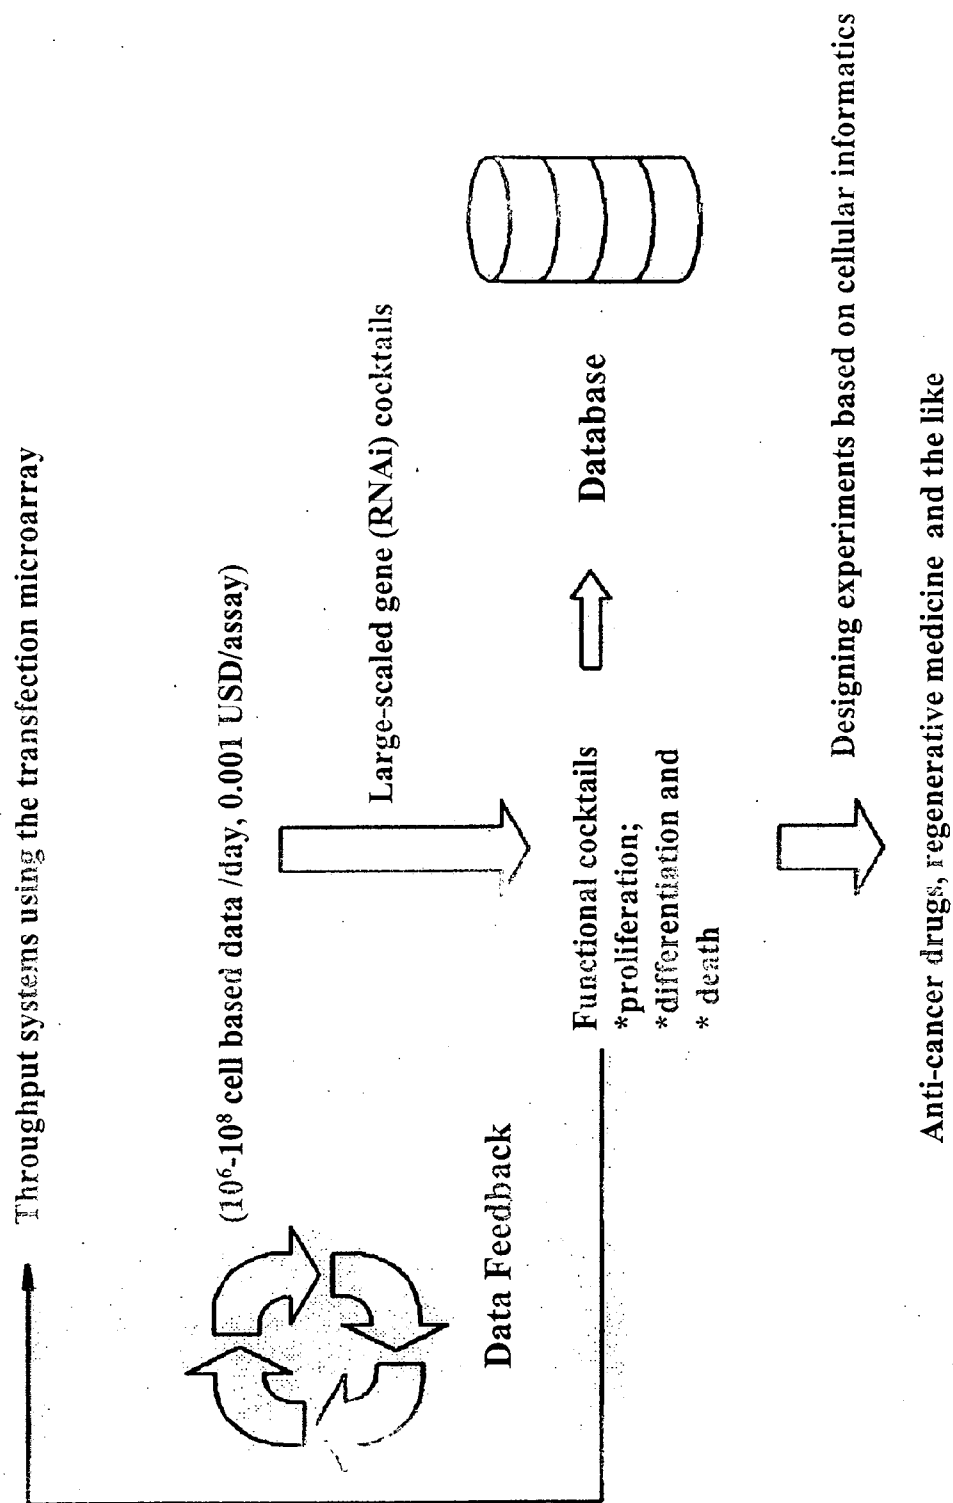 Throughput systems using the transfection microarray
(10⁶-10⁸ cell based data /day, 0.001 USD/assay)
Large-scaled gene (RNAi) cocktails
Data Feedback
Functional cocktails
*proliferation;
*differentiation and
* death
Database
Designing experiments based on cellular informatics
Anti-cancer drugs, regenerative medicine and the like